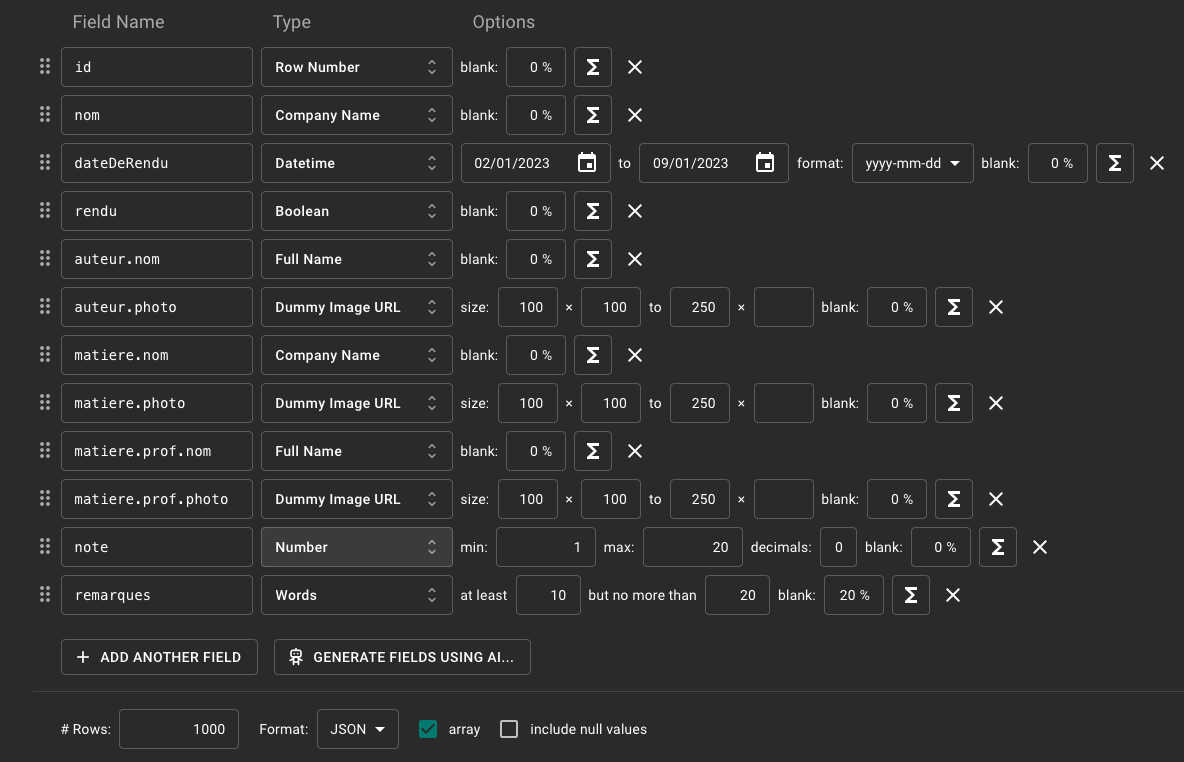 Field Name Type Options
id Row Number blank: 0 % Σ
nom Company Name blank: 0 % Σ
dateDeRendu Datetime 02/01/2023 to 09/01/2023 format: yyyy-mm-dd blank: 0 % Σ
rendu Boolean blank: 0 % Σ
auteur.nom Full Name blank: 0 % Σ
auteur.photo Dummy Image URL size: 100 × 100 to 250 × blank: 0 % Σ
matiere.nom Company Name blank: 0 % Σ
matiere.photo Dummy Image URL size: 100 × 100 to 250 × blank: 0 % Σ
matiere.prof.nom Full Name blank: 0 % Σ
matiere.prof.photo Dummy Image URL size: 100 × 100 to 250 × blank: 0 % Σ
note Number min: 1 max: 20 decimals: 0 blank: 0 % Σ
remarques Words at least 10 but no more than 20 blank: 20 % Σ
+ ADD ANOTHER FIELD GENERATE FIELDS USING AI...
# Rows: 1000 Format: JSON array include null values